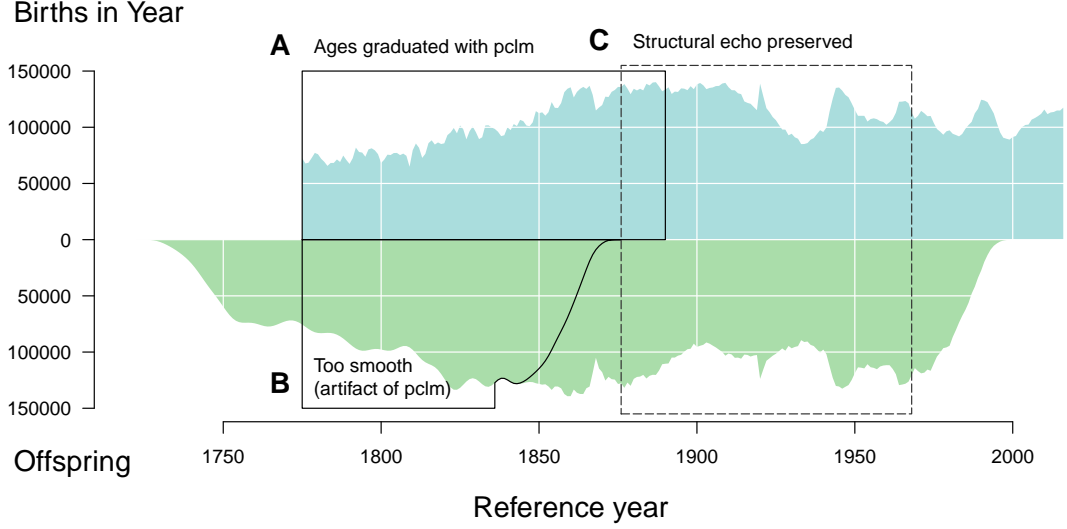 Births in Year
A Ages graduated with pclm
C Structural echo preserved
150000
100000
50000
0
50000
100000
150000
B Too smooth
(artifact of pclm)
Offspring
1750 1800 1850 1900 1950 2000
Reference year